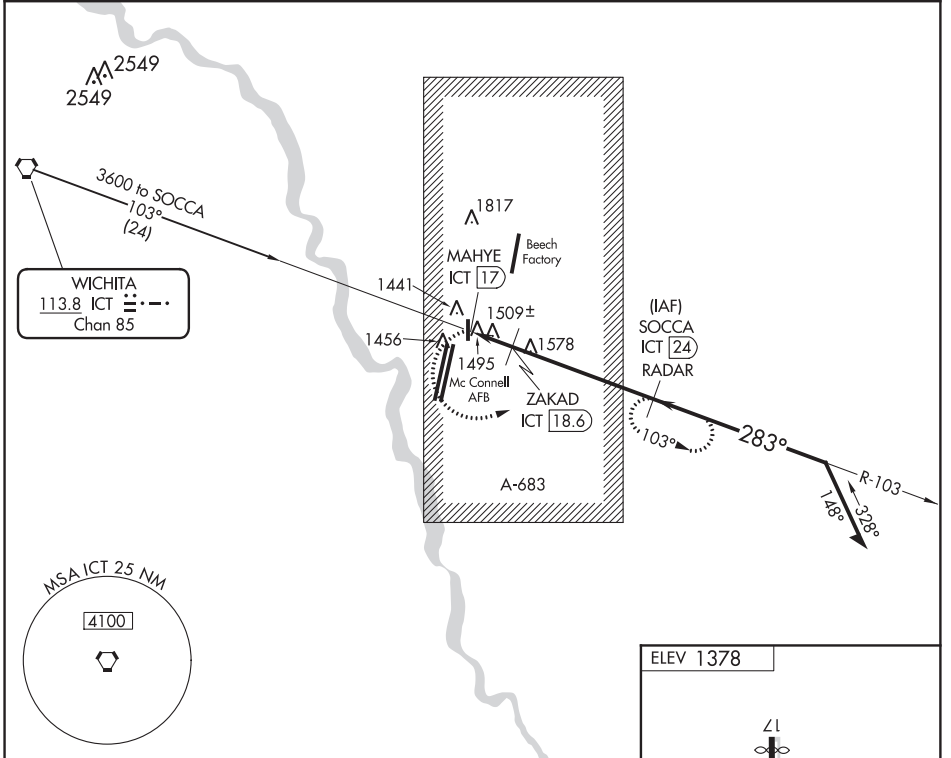 2549
2549
3600 to SOCCA
103°
(24)
WICHITA
113.8 ICT
Chan 85
1817
Beech
Factory
MAHYE
ICT 17
1441
1509±
1456
1495
1578
Mc Connell
AFB
ZAKAD
ICT 18.6
A-683
(IAF)
SOCCA
ICT 24
RADAR
103°
283°
R-103
148°
328°
MSA ICT 25 NM
4100
ELEV 1378
17